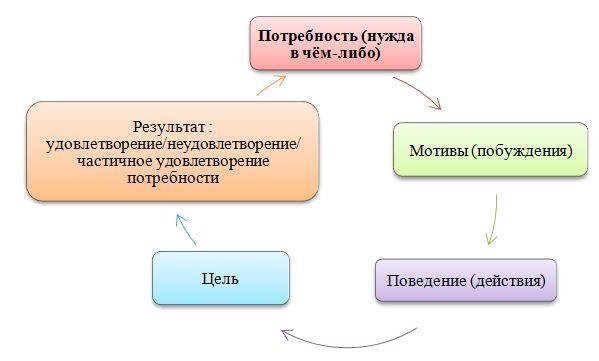 Потребность (нужда
в чём-либо)
Мотивы (побуждения)
Поведение (действия)
Цель
Результат :
удовлетворение/неудовлетворение/
частичное удовлетворение
потребности